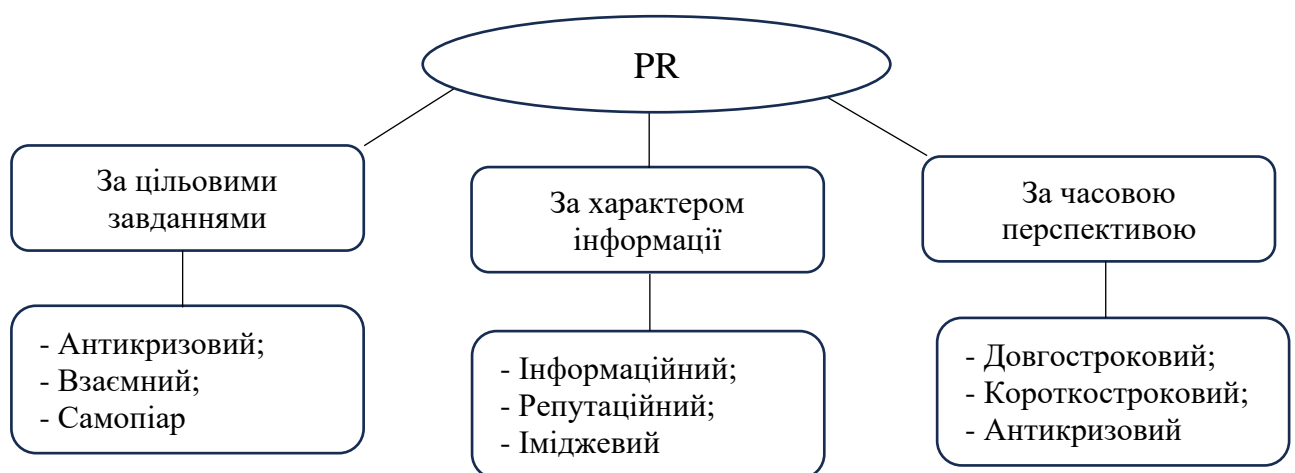 PR
За цільовими
завданнями
- Антикризовий;
- Взаємний;
- Самопіар
За характером
інформації
- Інформаційний;
- Репутаційний;
- Іміджевий
За часовою
перспективою
- Довгостроковий;
- Короткостроковий;
- Антикризовий